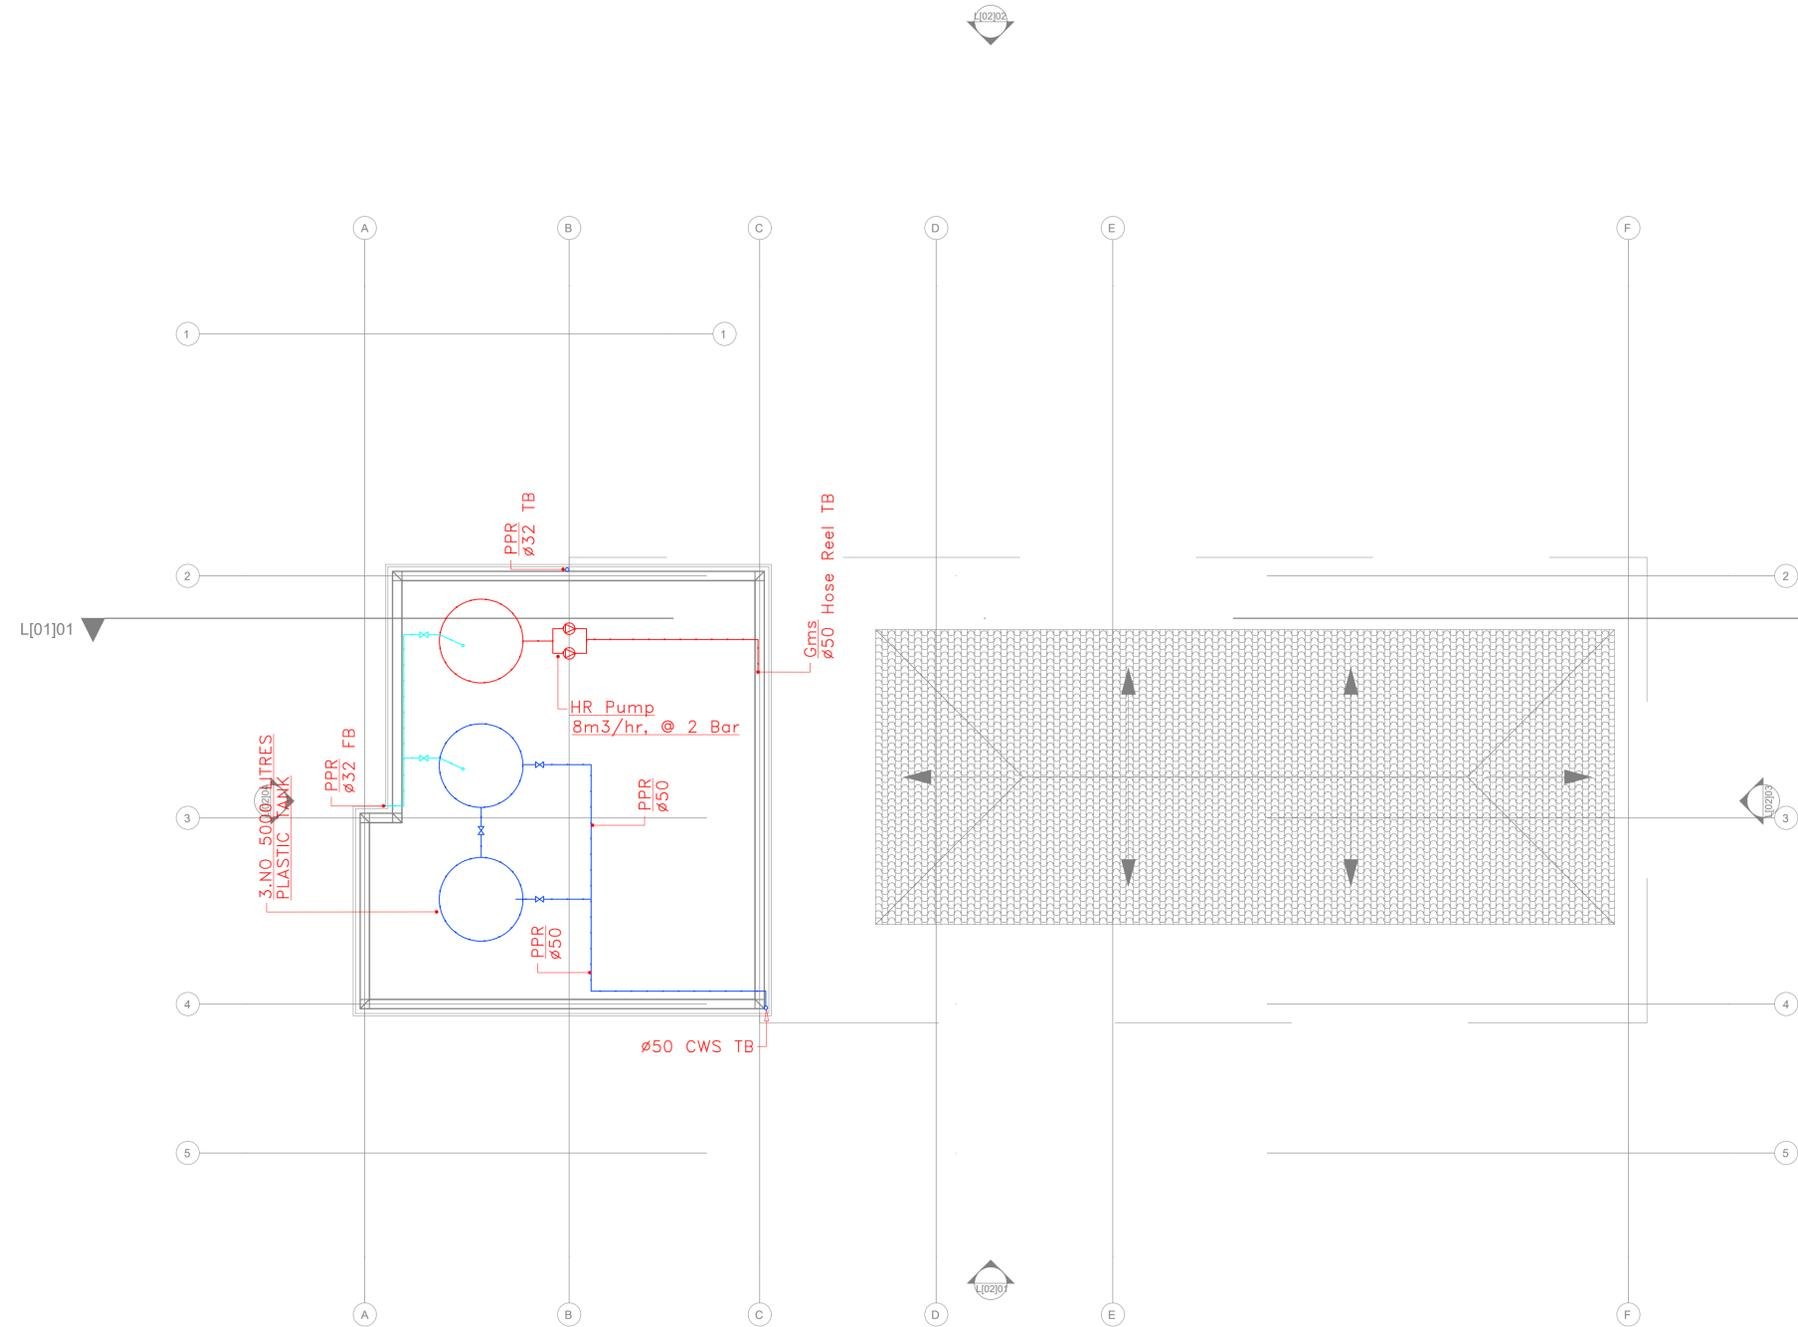 L[02]02
A
B
C
D
E
F
1
1
PPR
ø32 TB
Gms
ø50 Hose Reel TB
2
2
L[01]01
HR Pump
8m3/hr, @ 2 Bar
3.NO 5000 LITRES
PLASTIC TANK
PPR
ø32 FB
PPR
ø50
L[02]03
3
3
PPR
ø50
4
4
ø50 CWS TB
5
5
L[02]01
A
B
C
D
E
F